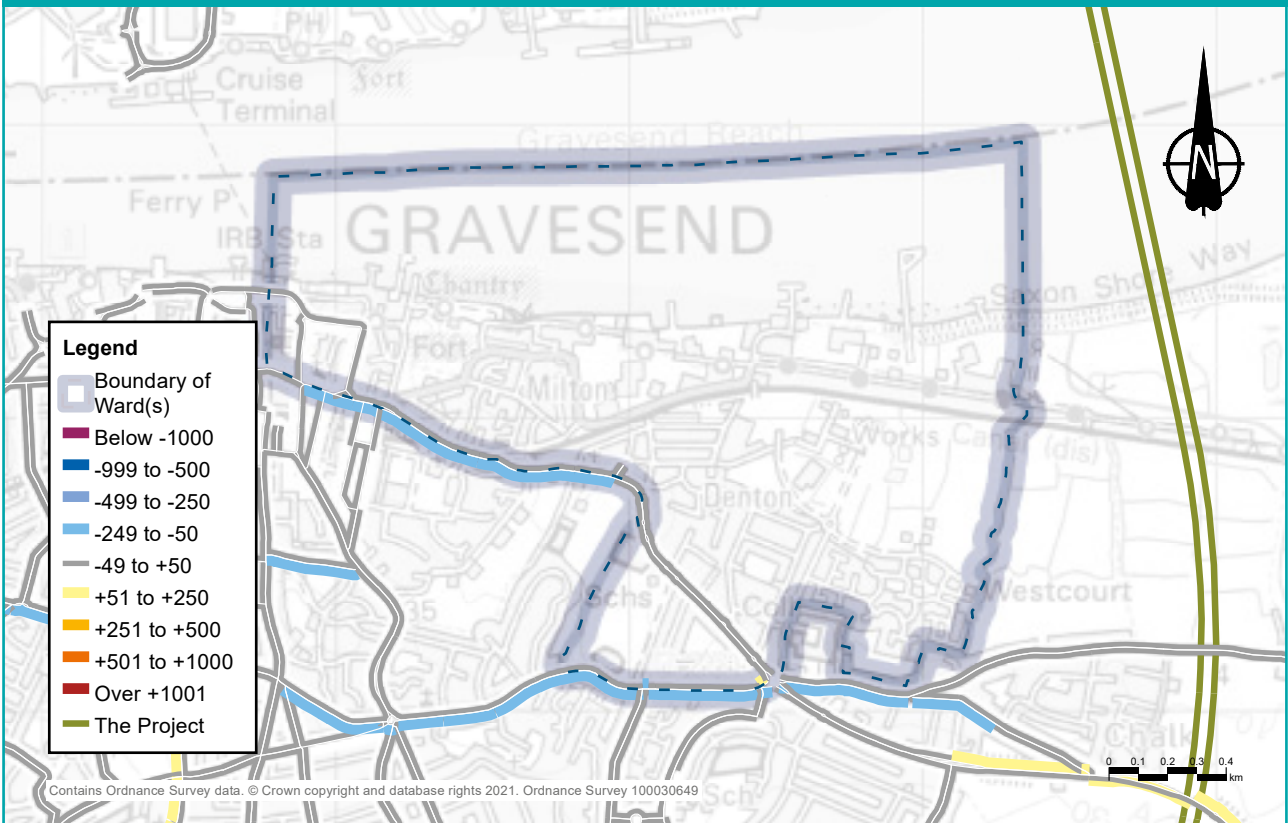 PH
Cruise
Terminal
Fort
Gravesend Reach
N
Ferry P
IRB Sta
GRAVESEND
Chantry
Fort
Saxon Shore Way
Milton
Works
(dis)
Denton
Schs
Westcourt
35
Chalk
Legend
Boundary of
Ward(s)
Below -1000
-999 to -500
-499 to -250
-249 to -50
-49 to +50
+51 to +250
+251 to +500
+501 to +1000
Over +1001
The Project
0 0.1 0.2 0.3 0.4
km
Contains Ordnance Survey data. © Crown copyright and database rights 2021. Ordnance Survey 100030649